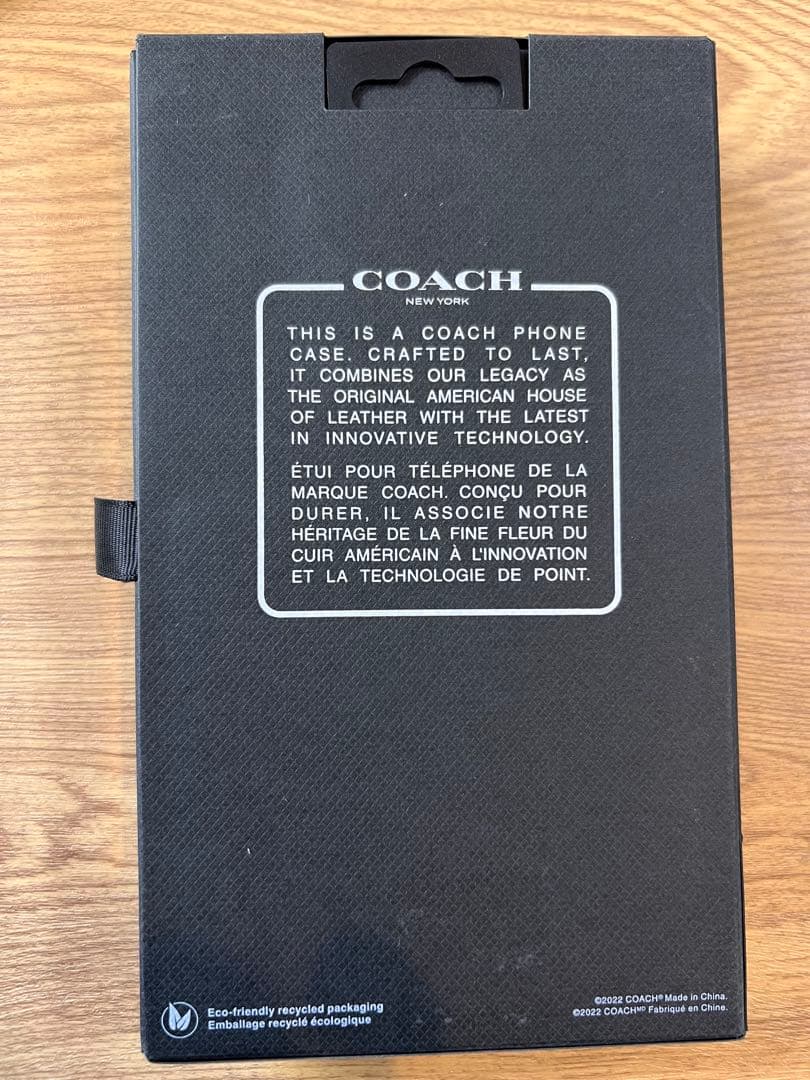 COACH
NEW YORK
THIS IS A COACH PHONE
CASE. CRAFTED TO LAST,
IT COMBINES OUR LEGACY AS
THE ORIGINAL AMERICAN HOUSE
OF LEATHER WITH THE LATEST
IN INNOVATIVE TECHNOLOGY.
ÉTUI POUR TÉLÉPHONE DE LA
MARQUE COACH. CONÇU POUR
DURER, IL ASSOCIE NOTRE
HÉRITAGE DE LA FINE FLEUR DU
CUIR AMÉRICAIN À L'INNOVATION
ET LA TECHNOLOGIE DE POINT.
Eco-friendly recycled packaging
Emballage recyclé écologique
©2022 COACH® Made in China.
©2022 COACHᴹᴰ Fabriqué en Chine.